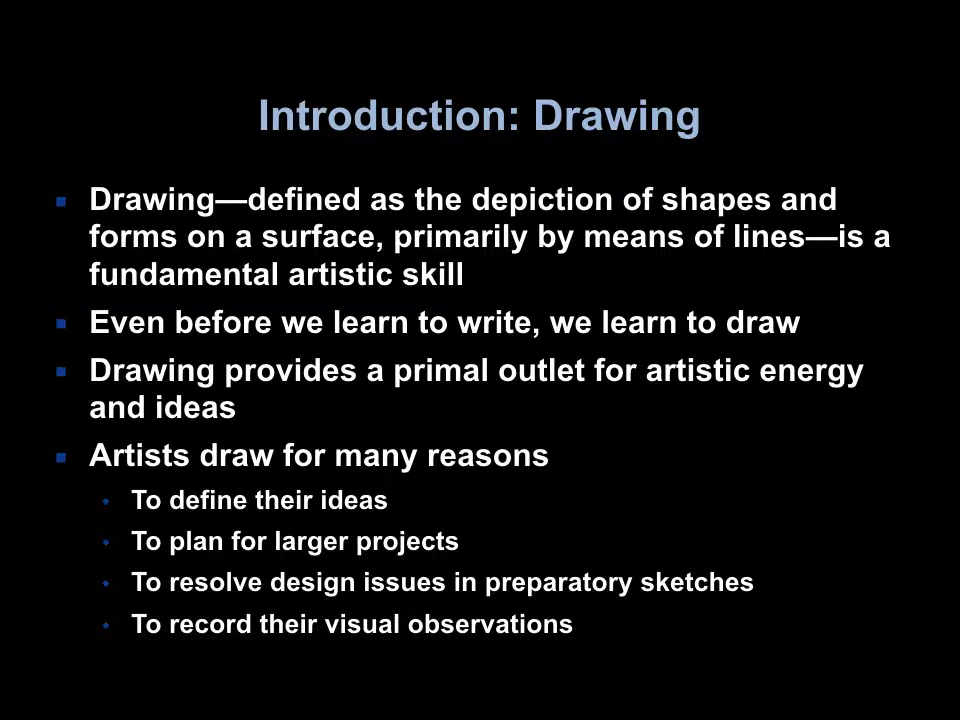 Introduction: Drawing
Drawing—defined as the depiction of shapes and
forms on a surface, primarily by means of lines—is a
fundamental artistic skill
Even before we learn to write, we learn to draw
Drawing provides a primal outlet for artistic energy
and ideas
Artists draw for many reasons
To define their ideas
To plan for larger projects
To resolve design issues in preparatory sketches
To record their visual observations